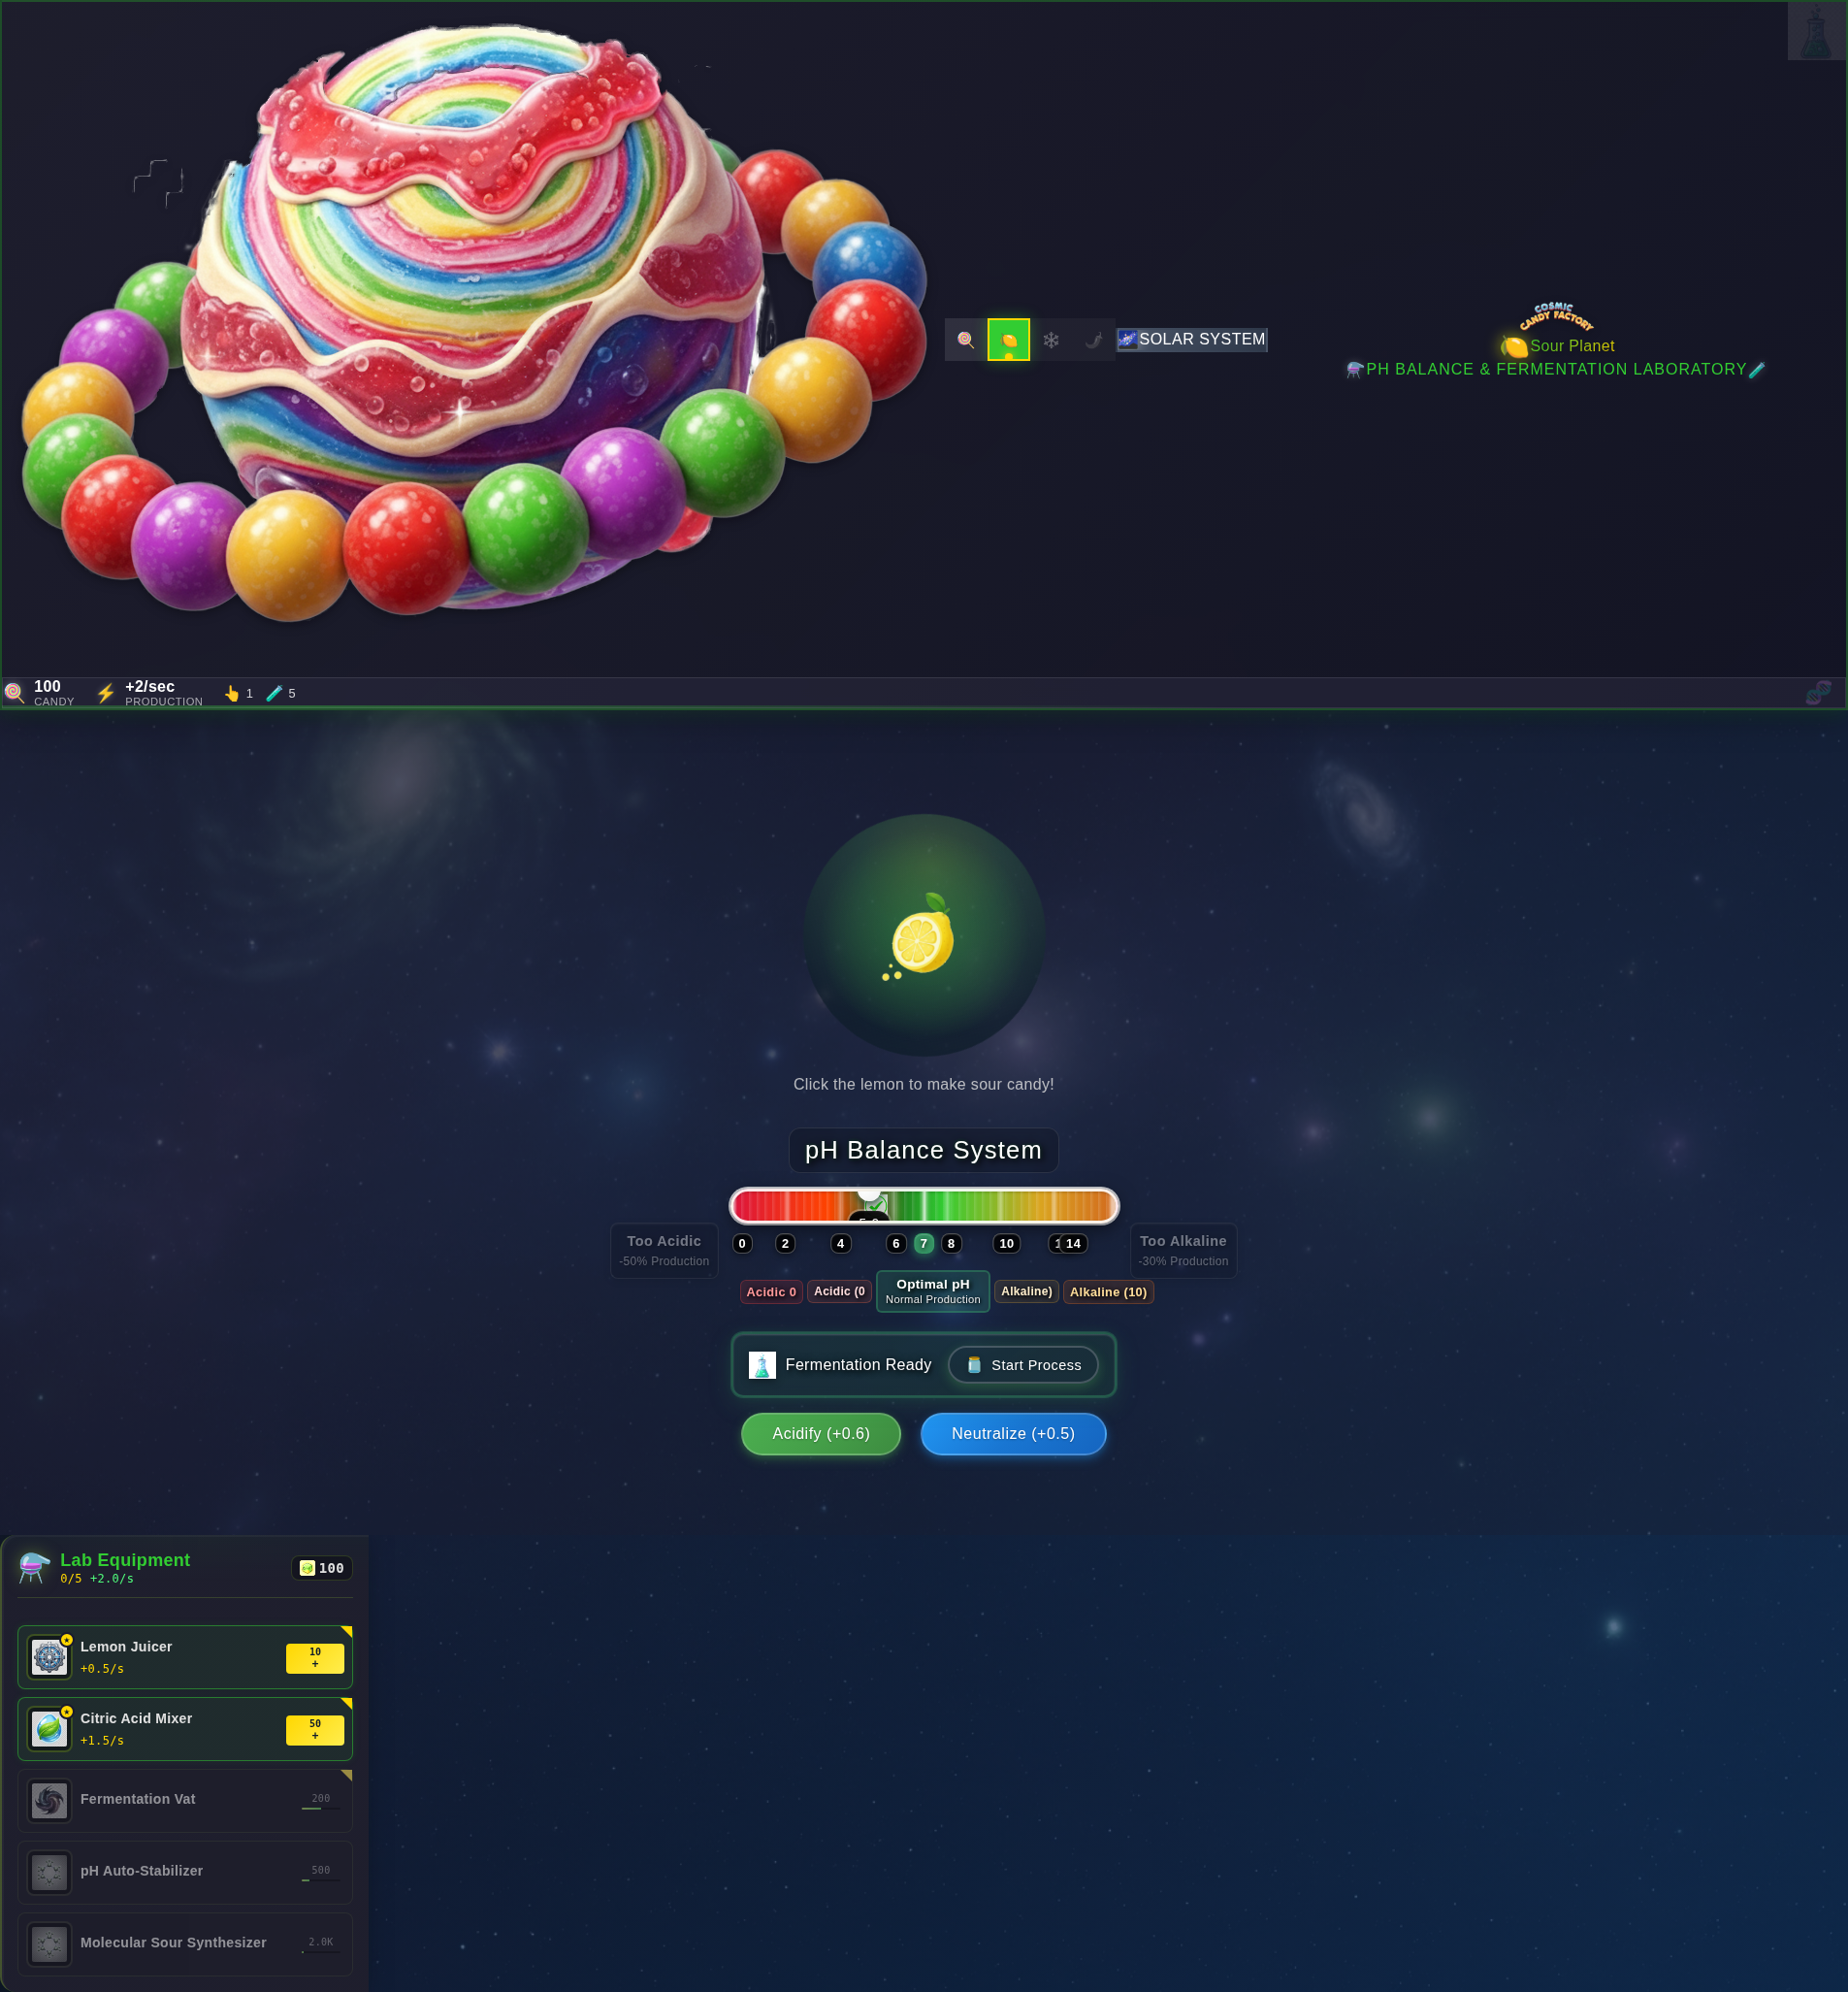 SOLAR SYSTEM
COSMIC
CANDY FACTORY
Sour Planet
PH BALANCE & FERMENTATION LABORATORY
100
CANDY
+2/sec
PRODUCTION
1
5
Click the lemon to make sour candy!
pH Balance System
Too Acidic
-50% Production
0
2
4
6
7
8
10
14
Too Alkaline
-30% Production
Acidic 0
Acidic (0
Optimal pH
Normal Production
Alkaline)
Alkaline (10)
Fermentation Ready
Start Process
Acidify (+0.6)
Neutralize (+0.5)
Lab Equipment
0/5 +2.0/s
100
Lemon Juicer
+0.5/s
10
+
Citric Acid Mixer
+1.5/s
50
+
Fermentation Vat
200
pH Auto-Stabilizer
500
Molecular Sour Synthesizer
2.0K